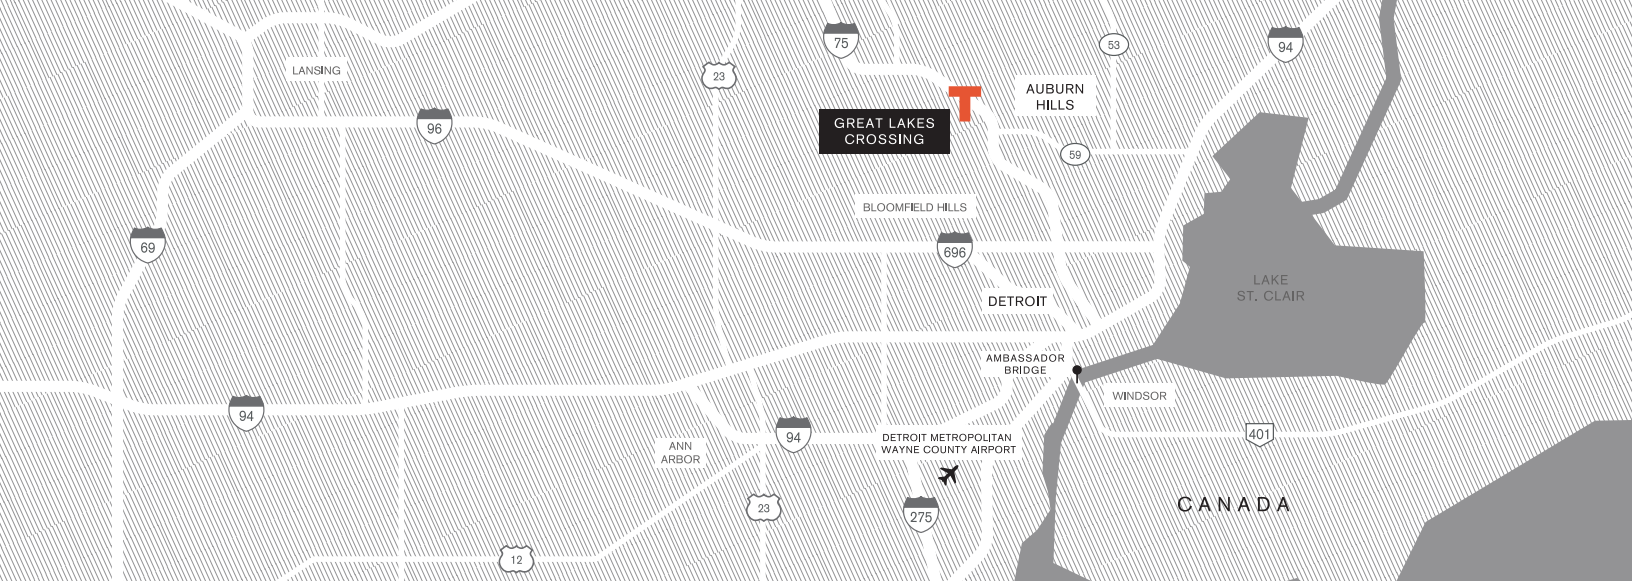 75
53
94
LANSING
23
AUBURN
HILLS
GREAT LAKES
CROSSING
96
59
BLOOMFIELD HILLS
69
696
LAKE
ST. CLAIR
DETROIT
AMBASSADOR
BRIDGE
WINDSOR
94
94
401
DETROIT METROPOLITAN
WAYNE COUNTY AIRPORT
ANN
ARBOR
23
275
CANADA
12